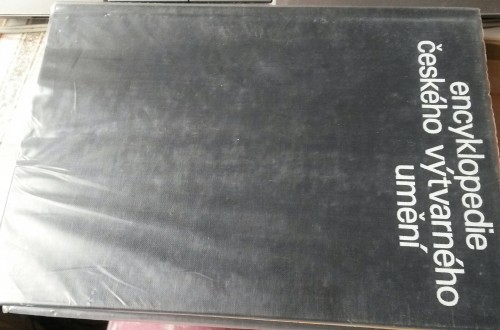 encyklopedie
českého výtvarného
umění